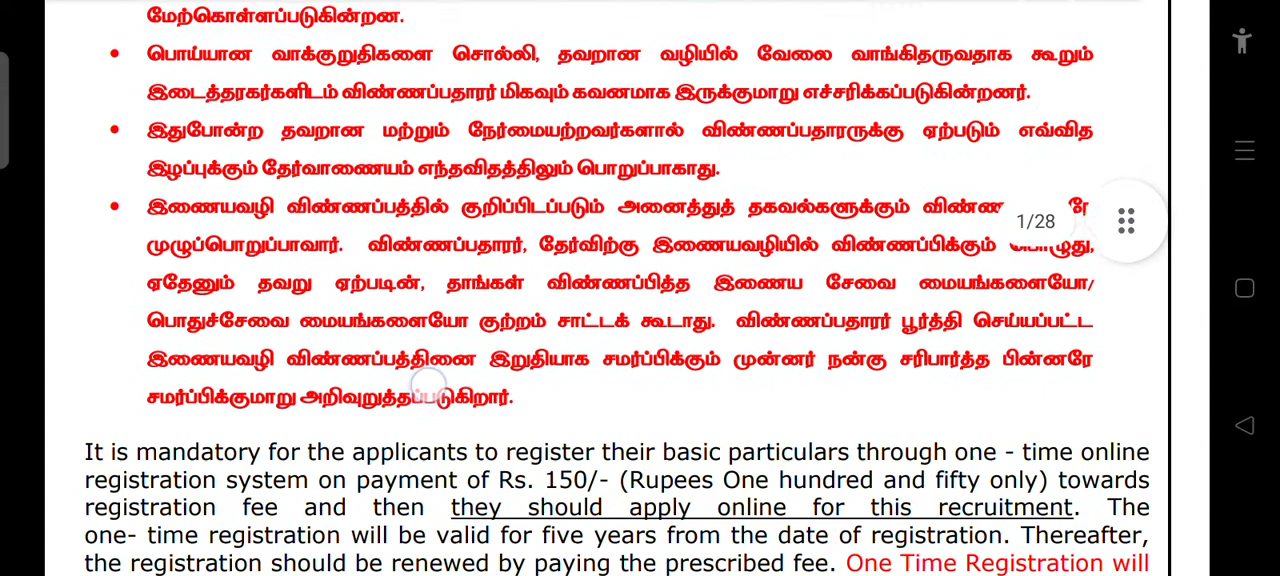 மேற்கொள்ளப்படுகின்றன.
• பொய்யான வாக்குறுதிகளை சொல்லி, தவறான வழியில் வேலை வாங்கிதருவதாக கூறும்
இடைத்தரகர்களிடம் விண்ணப்பதாரர் மிகவும் கவனமாக இருக்குமாறு எச்சரிக்கப்படுகின்றனர்.
• இதுபோன்ற தவறான மற்றும் நேர்மையற்றவர்களால் விண்ணப்பதாரருக்கு ஏற்படும் எவ்வித
இழப்புக்கும் தேர்வாணையம் எந்தவிதத்திலும் பொறுப்பாகாது.
• இணையவழி விண்ணப்பத்தில் குறிப்பிடப்படும் அனைத்துத் தகவல்களுக்கும்
1/28
முழுப்பொறுப்பாவார். விண்ணப்பதாரர், தேர்விற்கு இணையவழியில் விண்ணப்பிக்கும்
ஏதேனும் தவறு ஏற்படின், தாங்கள் விண்ணப்பித்த இணைய சேவை மையங்களையோ/
பொதுச்சேவை மையங்களையோ குற்றம் சாட்டக் கூடாது. விண்ணப்பதாரர் பூர்த்தி செய்யப்பட்ட
இணையவழி விண்ணப்பத்தினை இறுதியாக சமர்ப்பிக்கும் முன்னர் நன்கு சரிபார்த்த பின்னரே
சமர்ப்பிக்குமாறு அறிவுறுத்தப்படுகிறார்.
It is mandatory for the applicants to register their basic particulars through one - time online
registration system on payment of Rs. 150/- (Rupees One hundred and fifty only) towards
registration fee and then they should apply online for this recruitment. The
one- time registration will be valid for five years from the date of registration. Thereafter,
the registration should be renewed by paying the prescribed fee. One Time Registration will